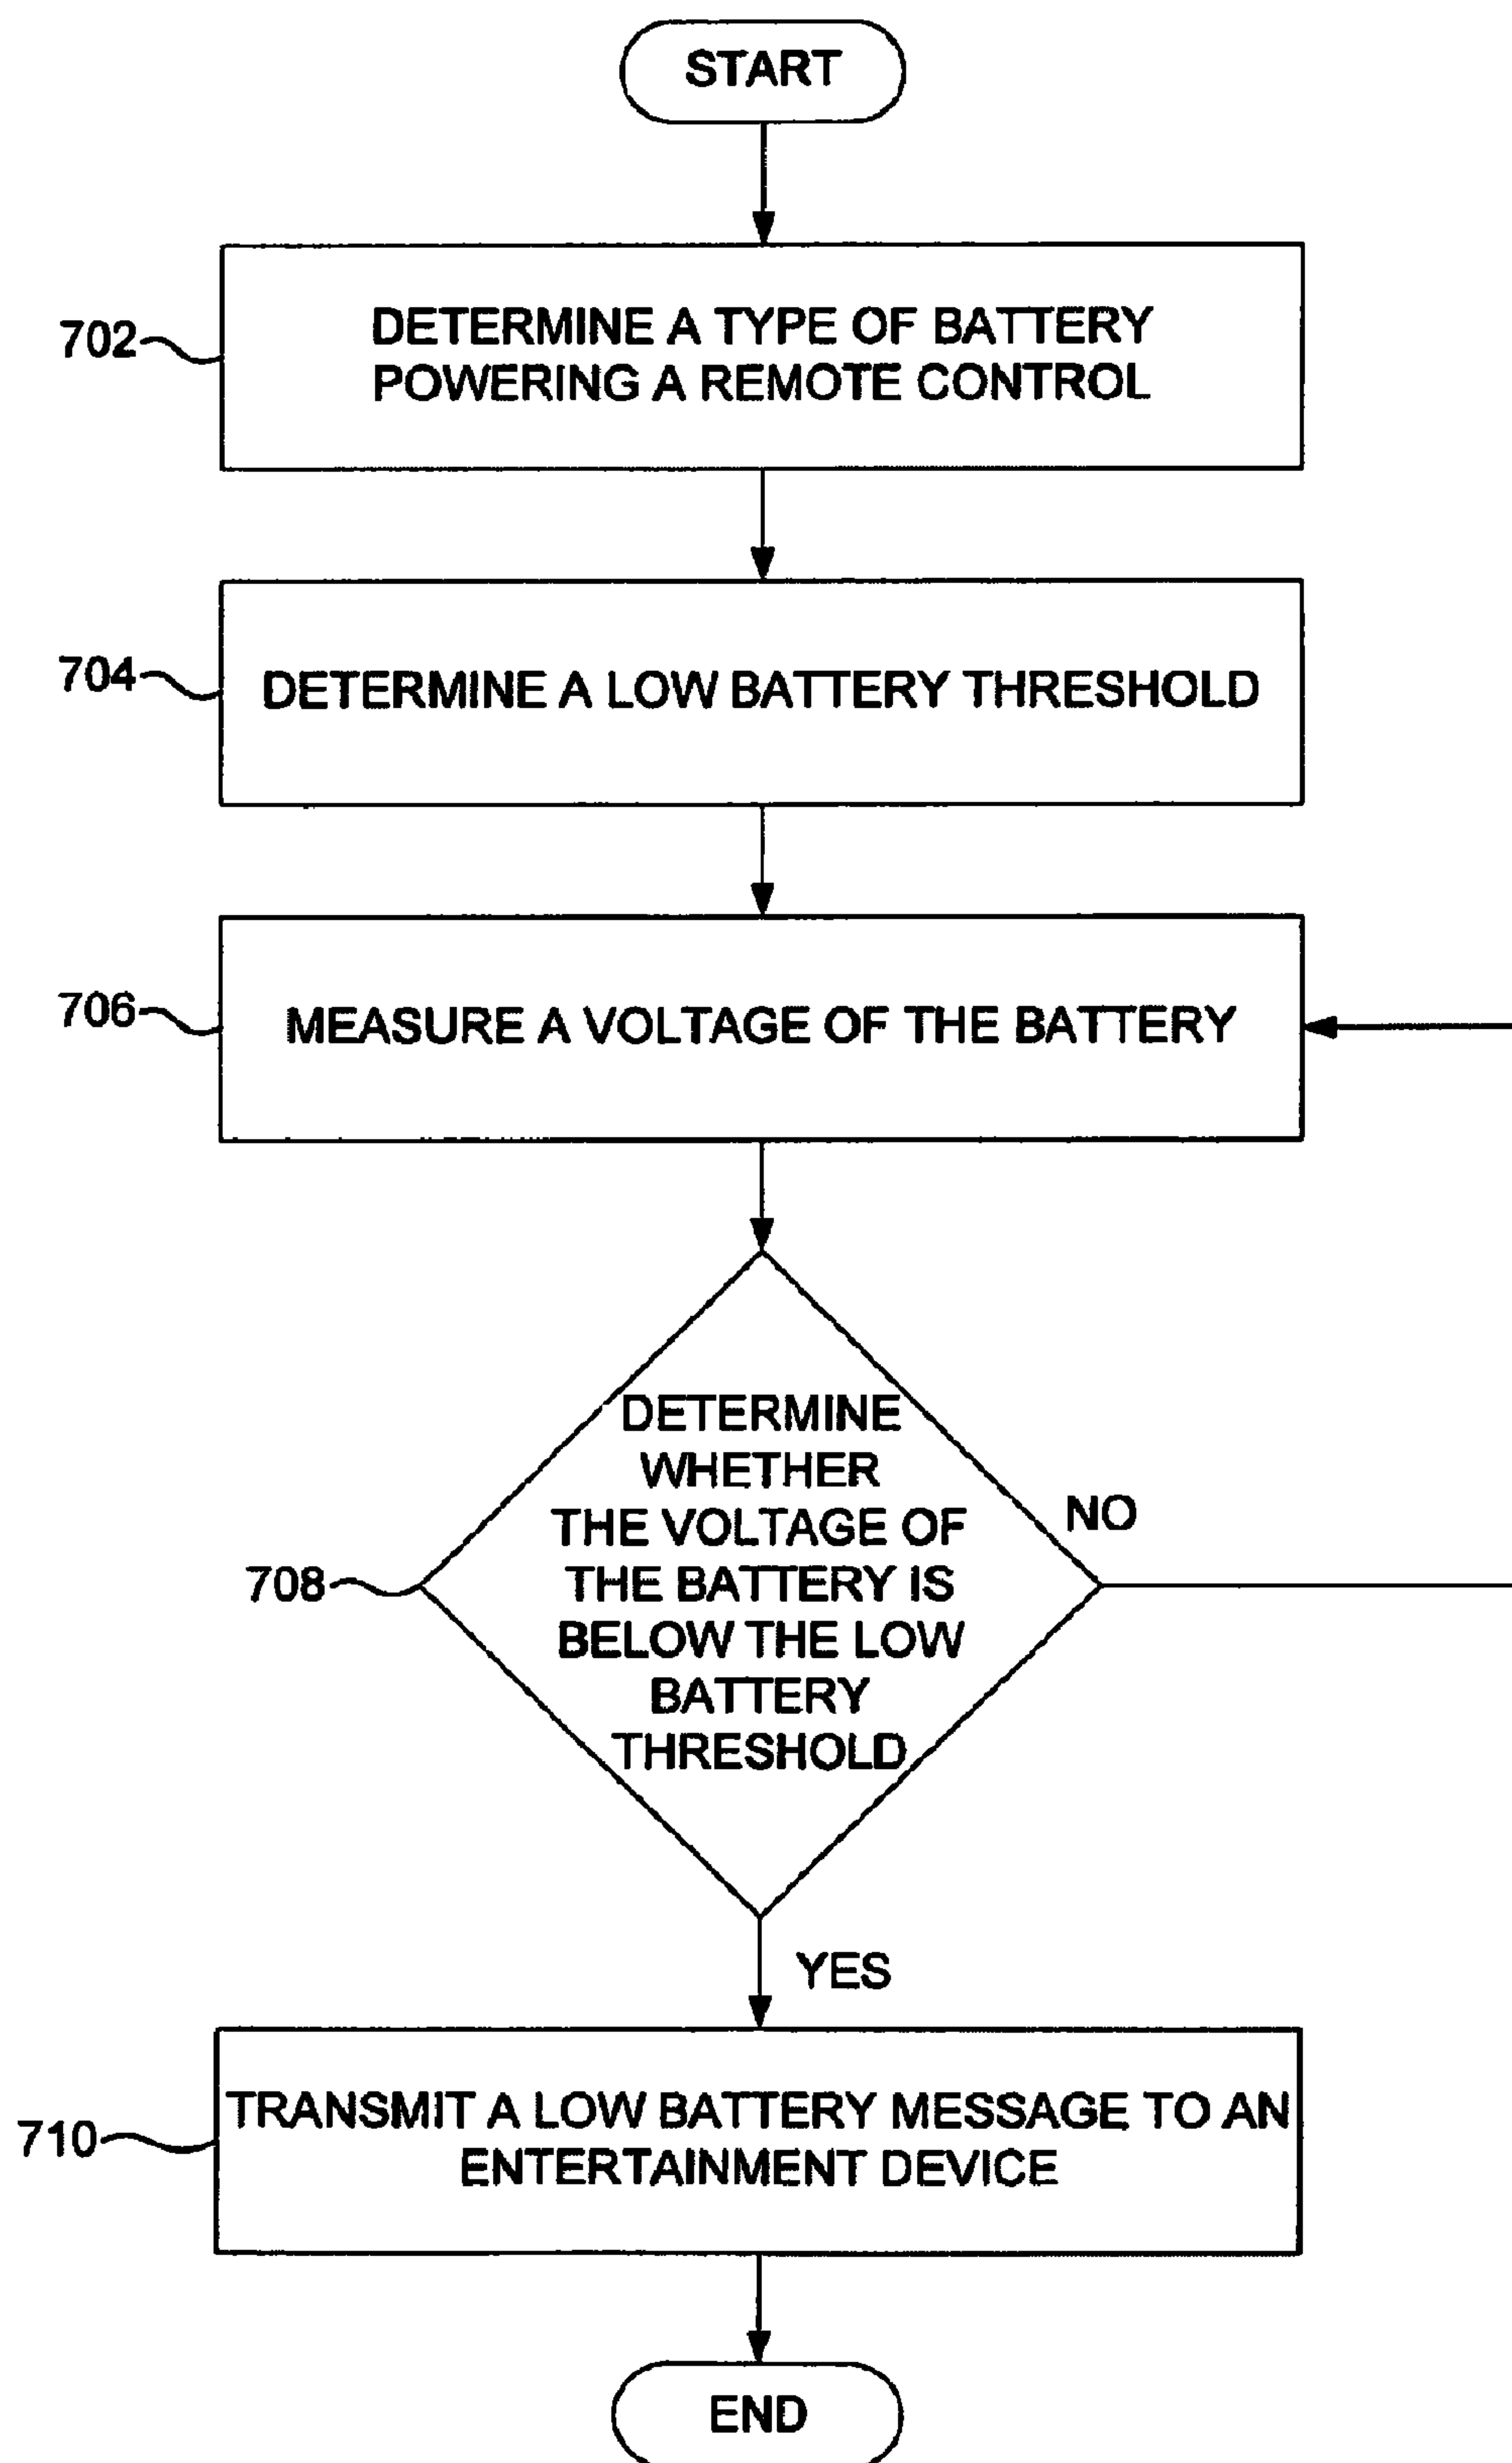 START
702
DETERMINE A TYPE OF BATTERY
POWERING A REMOTE CONTROL
704
DETERMINE A LOW BATTERY THRESHOLD
706
MEASURE A VOLTAGE OF THE BATTERY
DETERMINE
WHETHER
THE VOLTAGE OF
THE BATTERY IS
BELOW THE LOW
BATTERY
THRESHOLD
NO
708
YES
710
TRANSMIT A LOW BATTERY MESSAGE TO AN
ENTERTAINMENT DEVICE
END